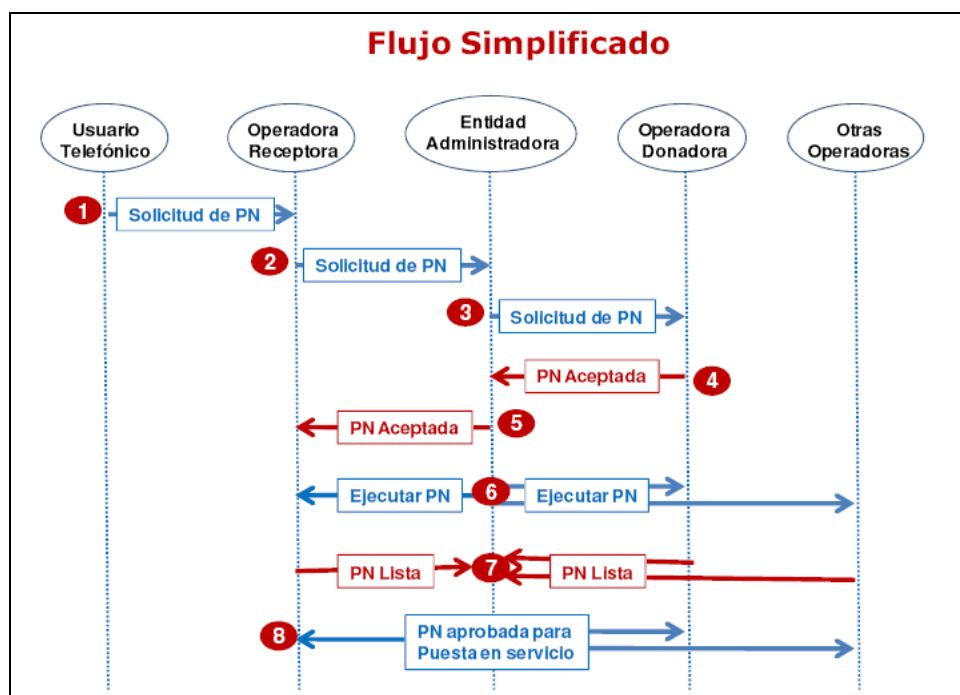 Flujo Simplificado
Usuario
Telefónico
Operadora
Receptora
Entidad
Administradora
Operadora
Donadora
Otras
Operadoras
1
Solicitud de PN
2
Solicitud de PN
3
Solicitud de PN
PN Aceptada
4
PN Aceptada
5
Ejecutar PN
6
Ejecutar PN
PN Lista
7
PN Lista
8
PN aprobada para
Puesta en servicio